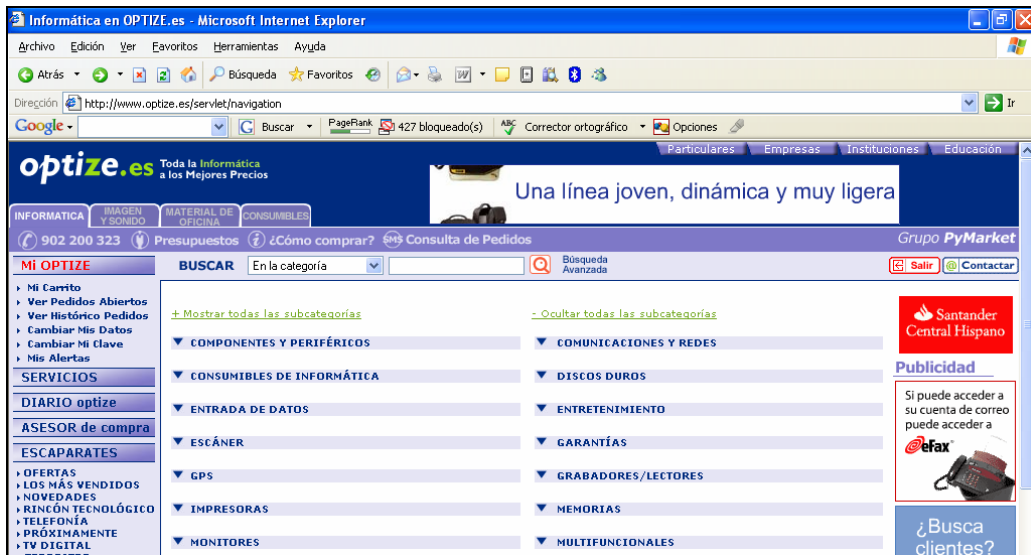 Informática en OPTIZE.es - Microsoft Internet Explorer
Archivo Edición Ver Favoritos Herramientas Ayuda
Atrás Búsqueda Favoritos
Dirección http://www.optize.es/servlet/navigation Ir
Google Buscar PageRank 427 bloqueado(s) ABC Corrector ortográfico Opciones
Particulares Empresas Instituciones Educación
optize.es Toda la Informática
a los Mejores Precios
Una línea joven, dinámica y muy ligera
INFORMATICA IMAGEN Y SONIDO MATERIAL DE OFICINA CONSUMIBLES
902 200 323 Presupuestos ¿Cómo comprar? SMS Consulta de Pedidos Grupo PyMarket
Mi OPTIZE BUSCAR En la categoría Búsqueda Avanzada Salir @ Contactar
Mi Carrito
Ver Pedidos Abiertos
Ver Histórico Pedidos
Cambiar Mis Datos
Cambiar Mi Clave
Mis Alertas
SERVICIOS
DIARIO optize
ASESOR de compra
ESCAPARATES
OFERTAS
LOS MÁS VENDIDOS
NOVEDADES
RINCÓN TECNOLÓGICO
TELEFONÍA
PRÓXIMAMENTE
TV DIGITAL
+ Mostrar todas las subcategorías - Ocultar todas las subcategorías
COMPONENTES Y PERIFÉRICOS COMUNICACIONES Y REDES
CONSUMIBLES DE INFORMÁTICA DISCOS DUROS
ENTRADA DE DATOS ENTRETENIMIENTO
ESCÁNER GARANTÍAS
GPS GRABADORES/LECTORES
IMPRESORAS MEMORIAS
MONITORES MULTIFUNCIONALES
Santander
Central Hispano
Publicidad
Si puede acceder a
su cuenta de correo
puede acceder a
eFax
¿Busca
clientes?